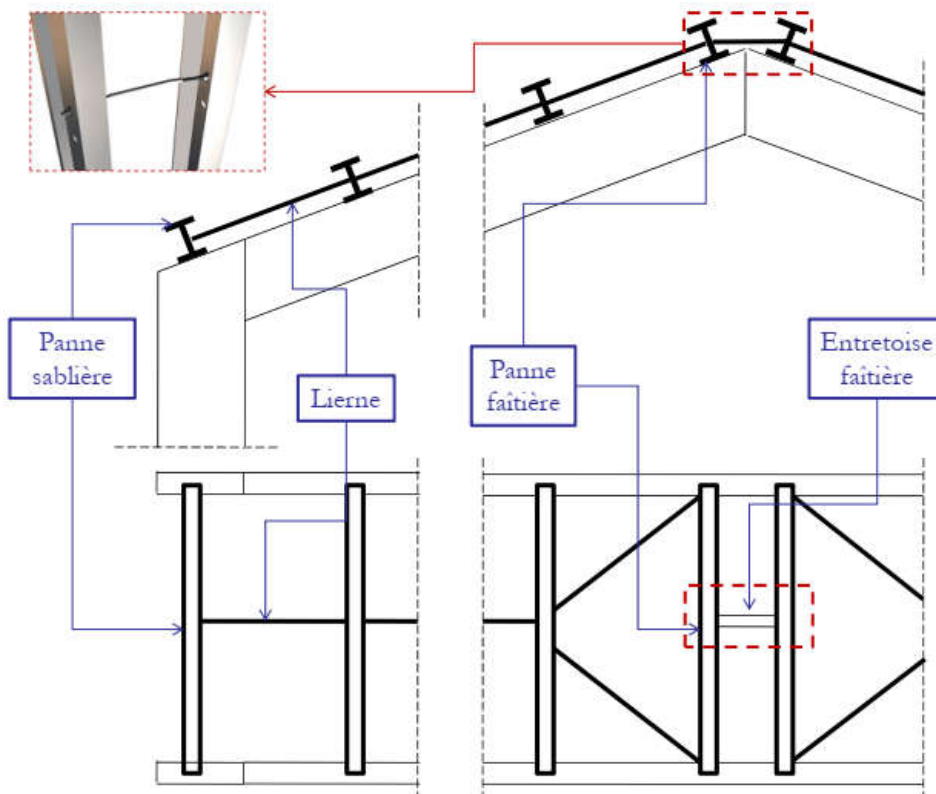 Panne
sablière
Lierne
Panne
faîtière
Entretoise
faîtière